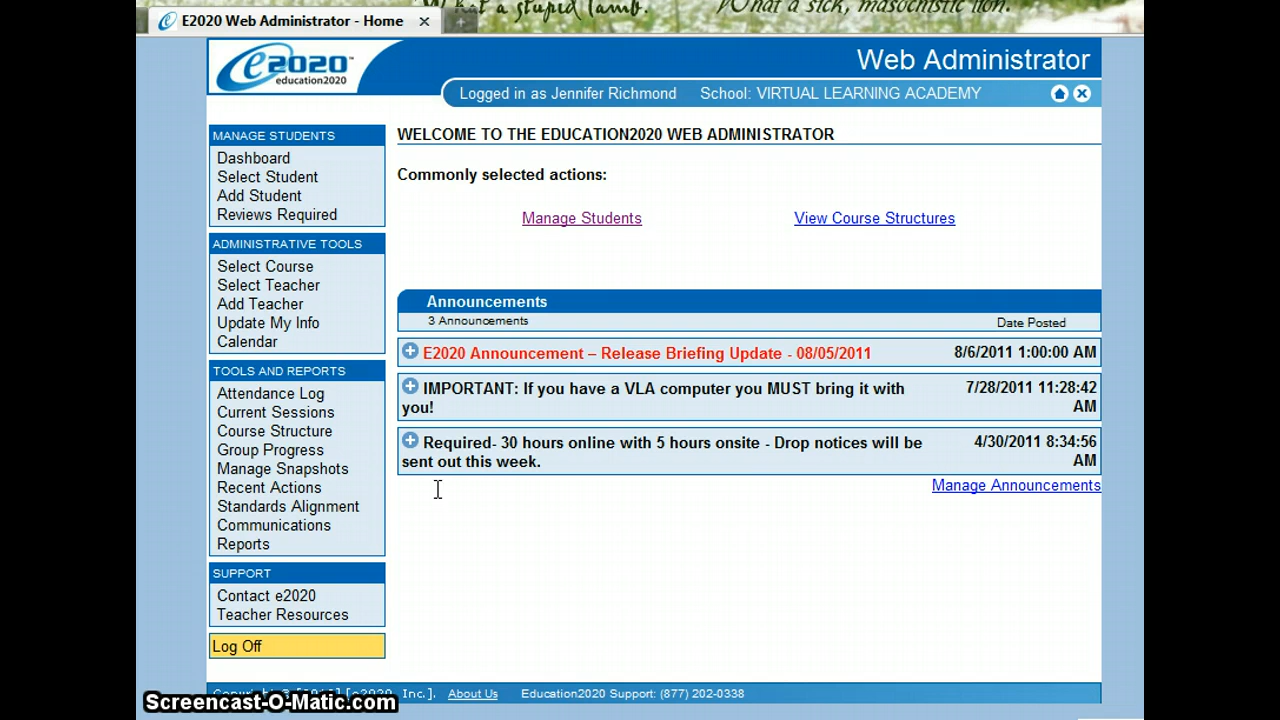 What a stupid lamb.
What a sick, masochistic lion.
E2020 Web Administrator - Home
e2020™
education2020
Web Administrator
Logged in as Jennifer Richmond School: VIRTUAL LEARNING ACADEMY
MANAGE STUDENTS
Dashboard
Select Student
Add Student
Reviews Required
ADMINISTRATIVE TOOLS
Select Course
Select Teacher
Add Teacher
Update My Info
Calendar
TOOLS AND REPORTS
Attendance Log
Current Sessions
Course Structure
Group Progress
Manage Snapshots
Recent Actions
Standards Alignment
Communications
Reports
SUPPORT
Contact e2020
Teacher Resources
Log Off
WELCOME TO THE EDUCATION2020 WEB ADMINISTRATOR
Commonly selected actions:
Manage Students View Course Structures
Announcements
3 Announcements Date Posted
E2020 Announcement – Release Briefing Update - 08/05/2011 8/6/2011 1:00:00 AM
IMPORTANT: If you have a VLA computer you MUST bring it with 7/28/2011 11:28:42
you! AM
Required- 30 hours online with 5 hours onsite - Drop notices will be 4/30/2011 8:34:56
sent out this week. AM
Manage Announcements
Inc.]. About Us Education2020 Support: (877) 202-0338
Screencast-O-Matic.com